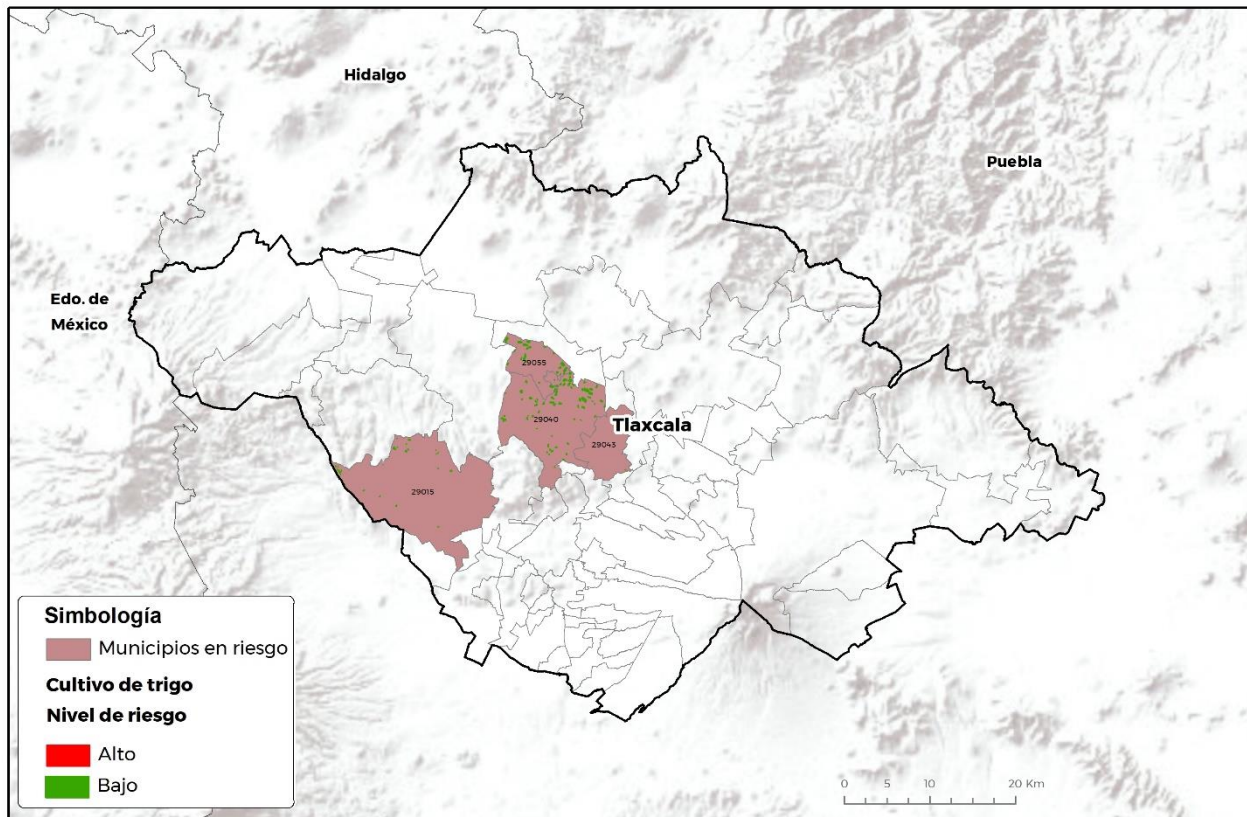 Hidalgo
Puebla
Edo. de
México
29055
29040
Tlaxcala
29043
29015
Simbología
Municipios en riesgo
Cultivo de trigo
Nivel de riesgo
Alto
Bajo
0 5 10 20 Km